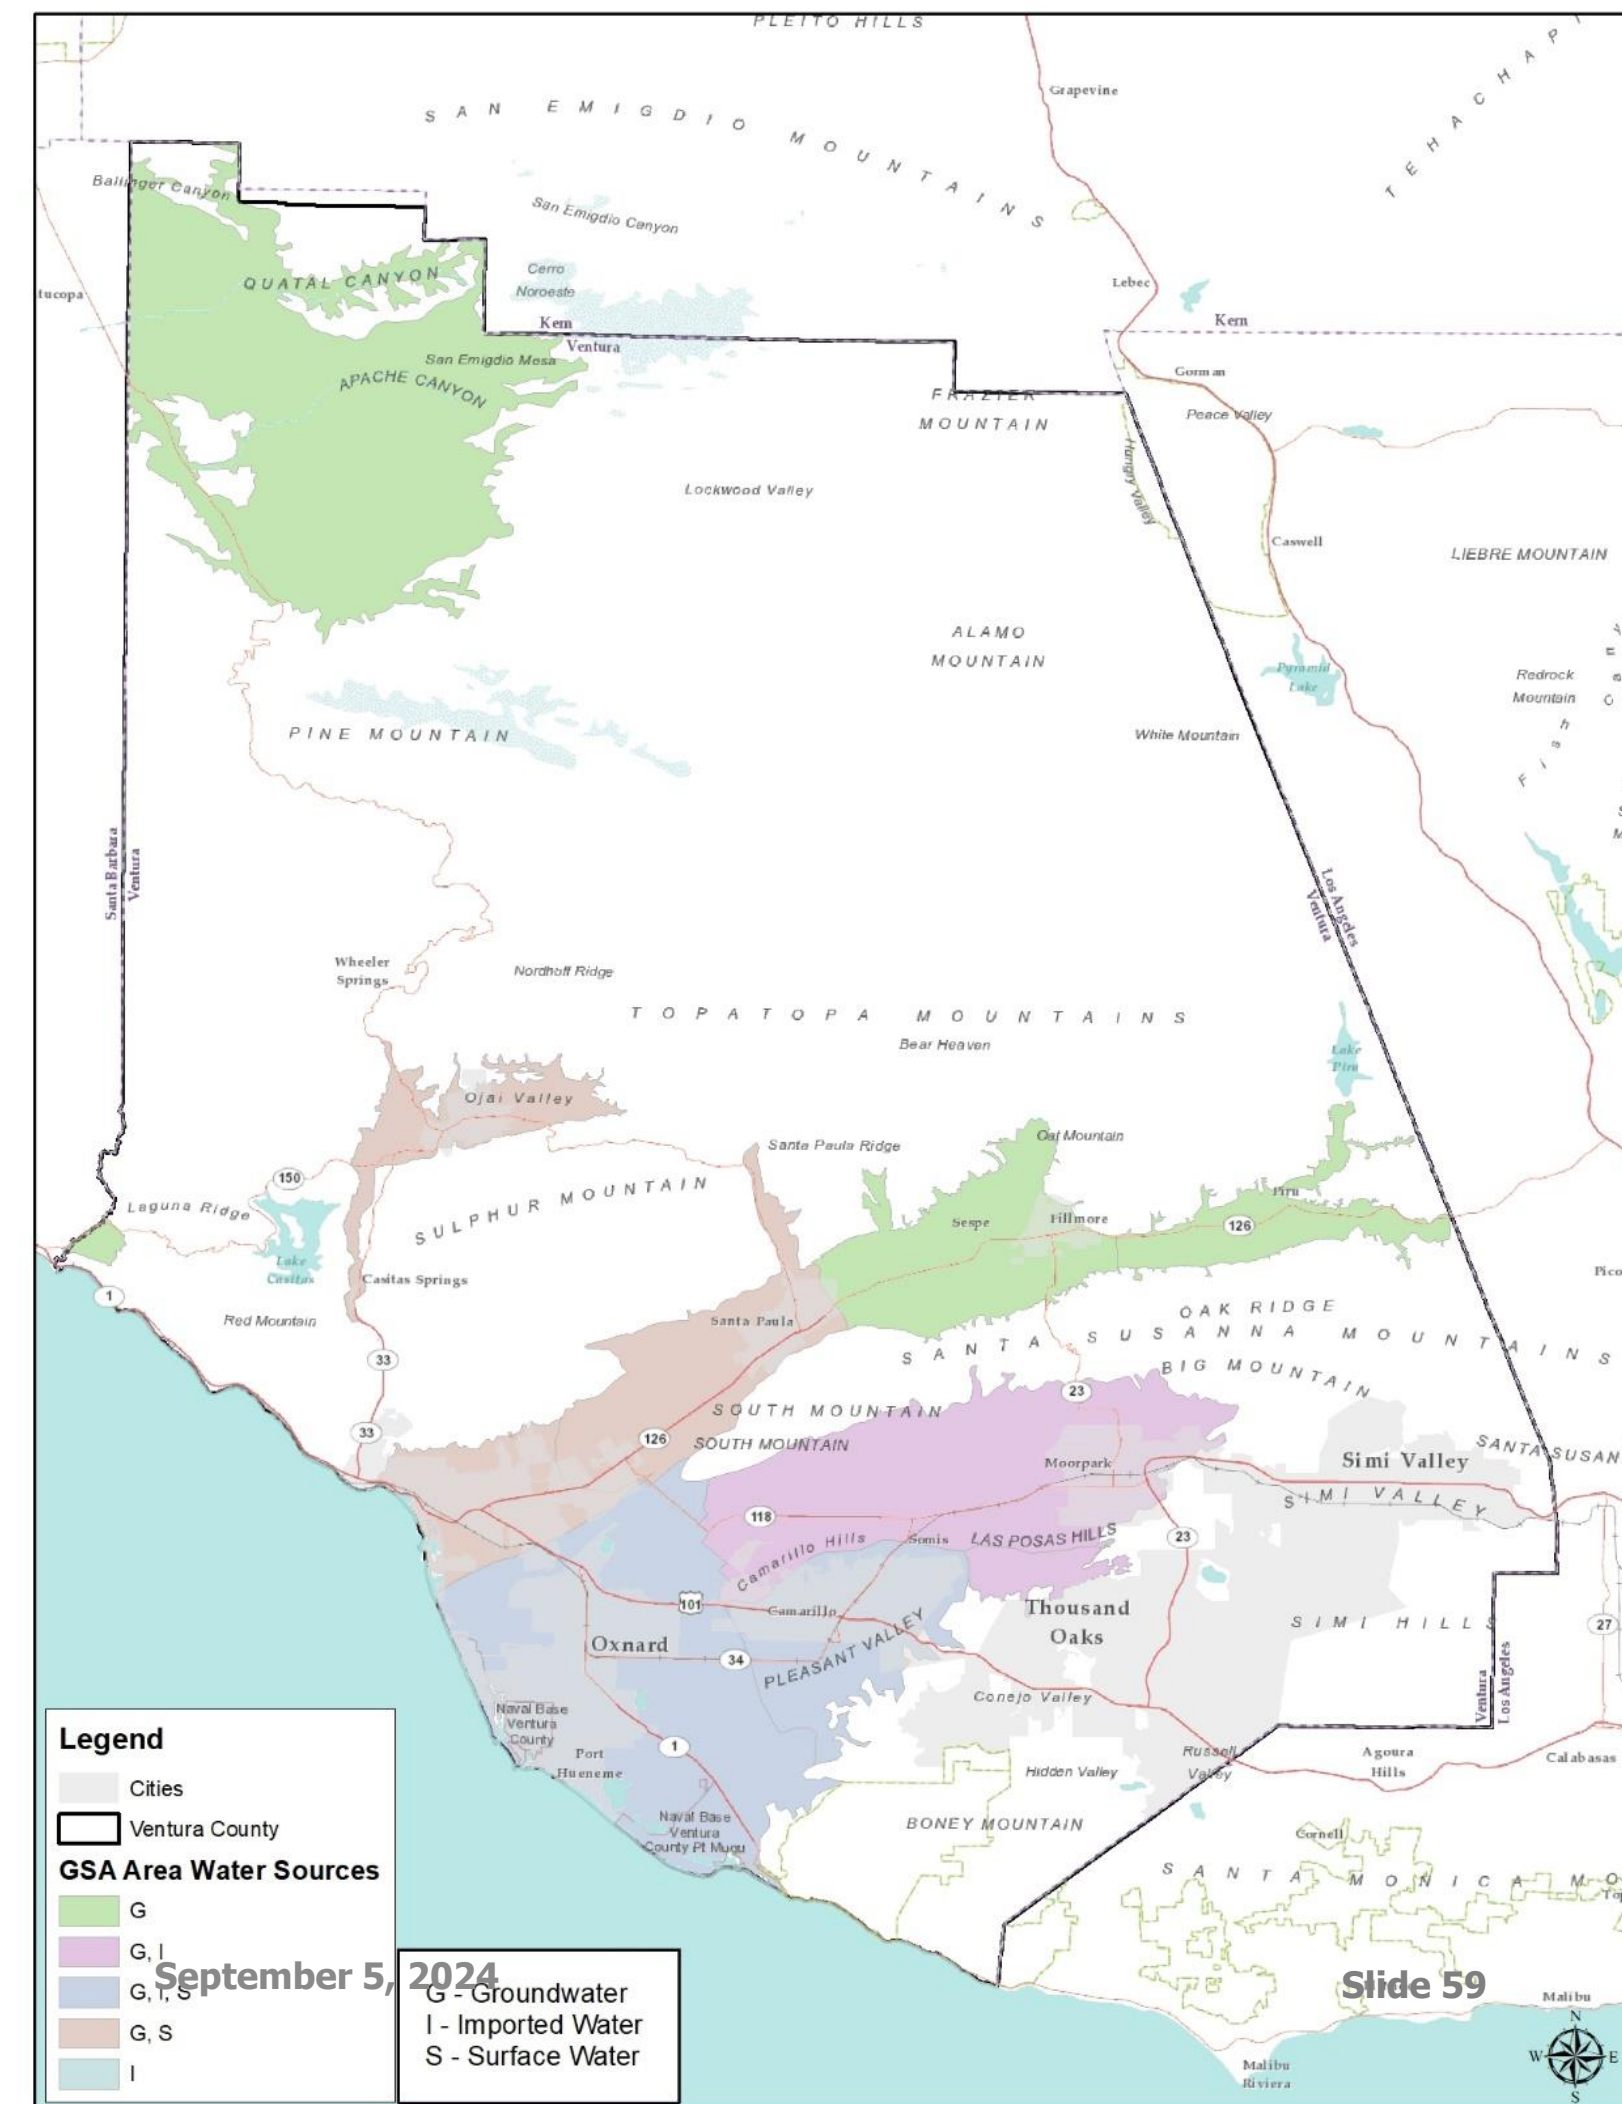 PLEITO HILLS
Grapevine
TEHACHAPI
SAN EMIGDIO MOUNTAINS
Ballinger Canyon
San Emigdio Canyon
QUATAL CANYON
Cerro
Noroeste
Lebec
tucopa
Kern
Ventura
Kern
San Emigdio Mesa
APACHE CANYON
Gorman
FRAZIER
MOUNTAIN
Peace Valley
Hungry Valley
Lockwood Valley
Caswell
LIEBRE MOUNTAIN
ALAMO
MOUNTAIN
Pyramid
Lake
Redrock
Mountain
Fish
PINE MOUNTAIN
White Mountain
Santa Barbara
Ventura
Los Angeles
Ventura
Wheeler
Springs
Nordhoff Ridge
TOPATOPA MOUNTAINS
Bear Heaven
Lake
Piru
Ojai Valley
Oat Mountain
Santa Paula Ridge
150
Laguna Ridge
SULPHUR MOUNTAIN
Piru
Sespe
Fillmore
126
Lake
Casitas
Casitas Springs
Pico
1
Red Mountain
Santa Paula
OAK RIDGE
SANTA SUSANNA MOUNTAINS
33
BIG MOUNTAIN
23
SOUTH MOUNTAIN
33
126
SOUTH MOUNTAIN
SANTA SUSAN
Moorpark
Simi Valley
SIMI VALLEY
118
Camarillo Hills
Somis
LAS POSAS HILLS
23
101
Camarillo
Thousand
Oaks
SIMI HILLS
27
Oxnard
34
PLEASANT VALLEY
Ventura
Los Angeles
Conejo Valley
Naval Base
Ventura
County
Port
Hueneme
1
Russell
Valley
Agoura
Hills
Calabasas
Hidden Valley
Naval Base
Ventura
County Pt Mugu
BONEY MOUNTAIN
Cornell
SANTA MONICA MO
Legend
Cities
Ventura County
GSA Area Water Sources
G
G, I
G, I, S
G, S
I
September 5, 2024
G - Groundwater
I - Imported Water
S - Surface Water
Slide 59
Malibu
Malibu
Riviera
N
W
E
S